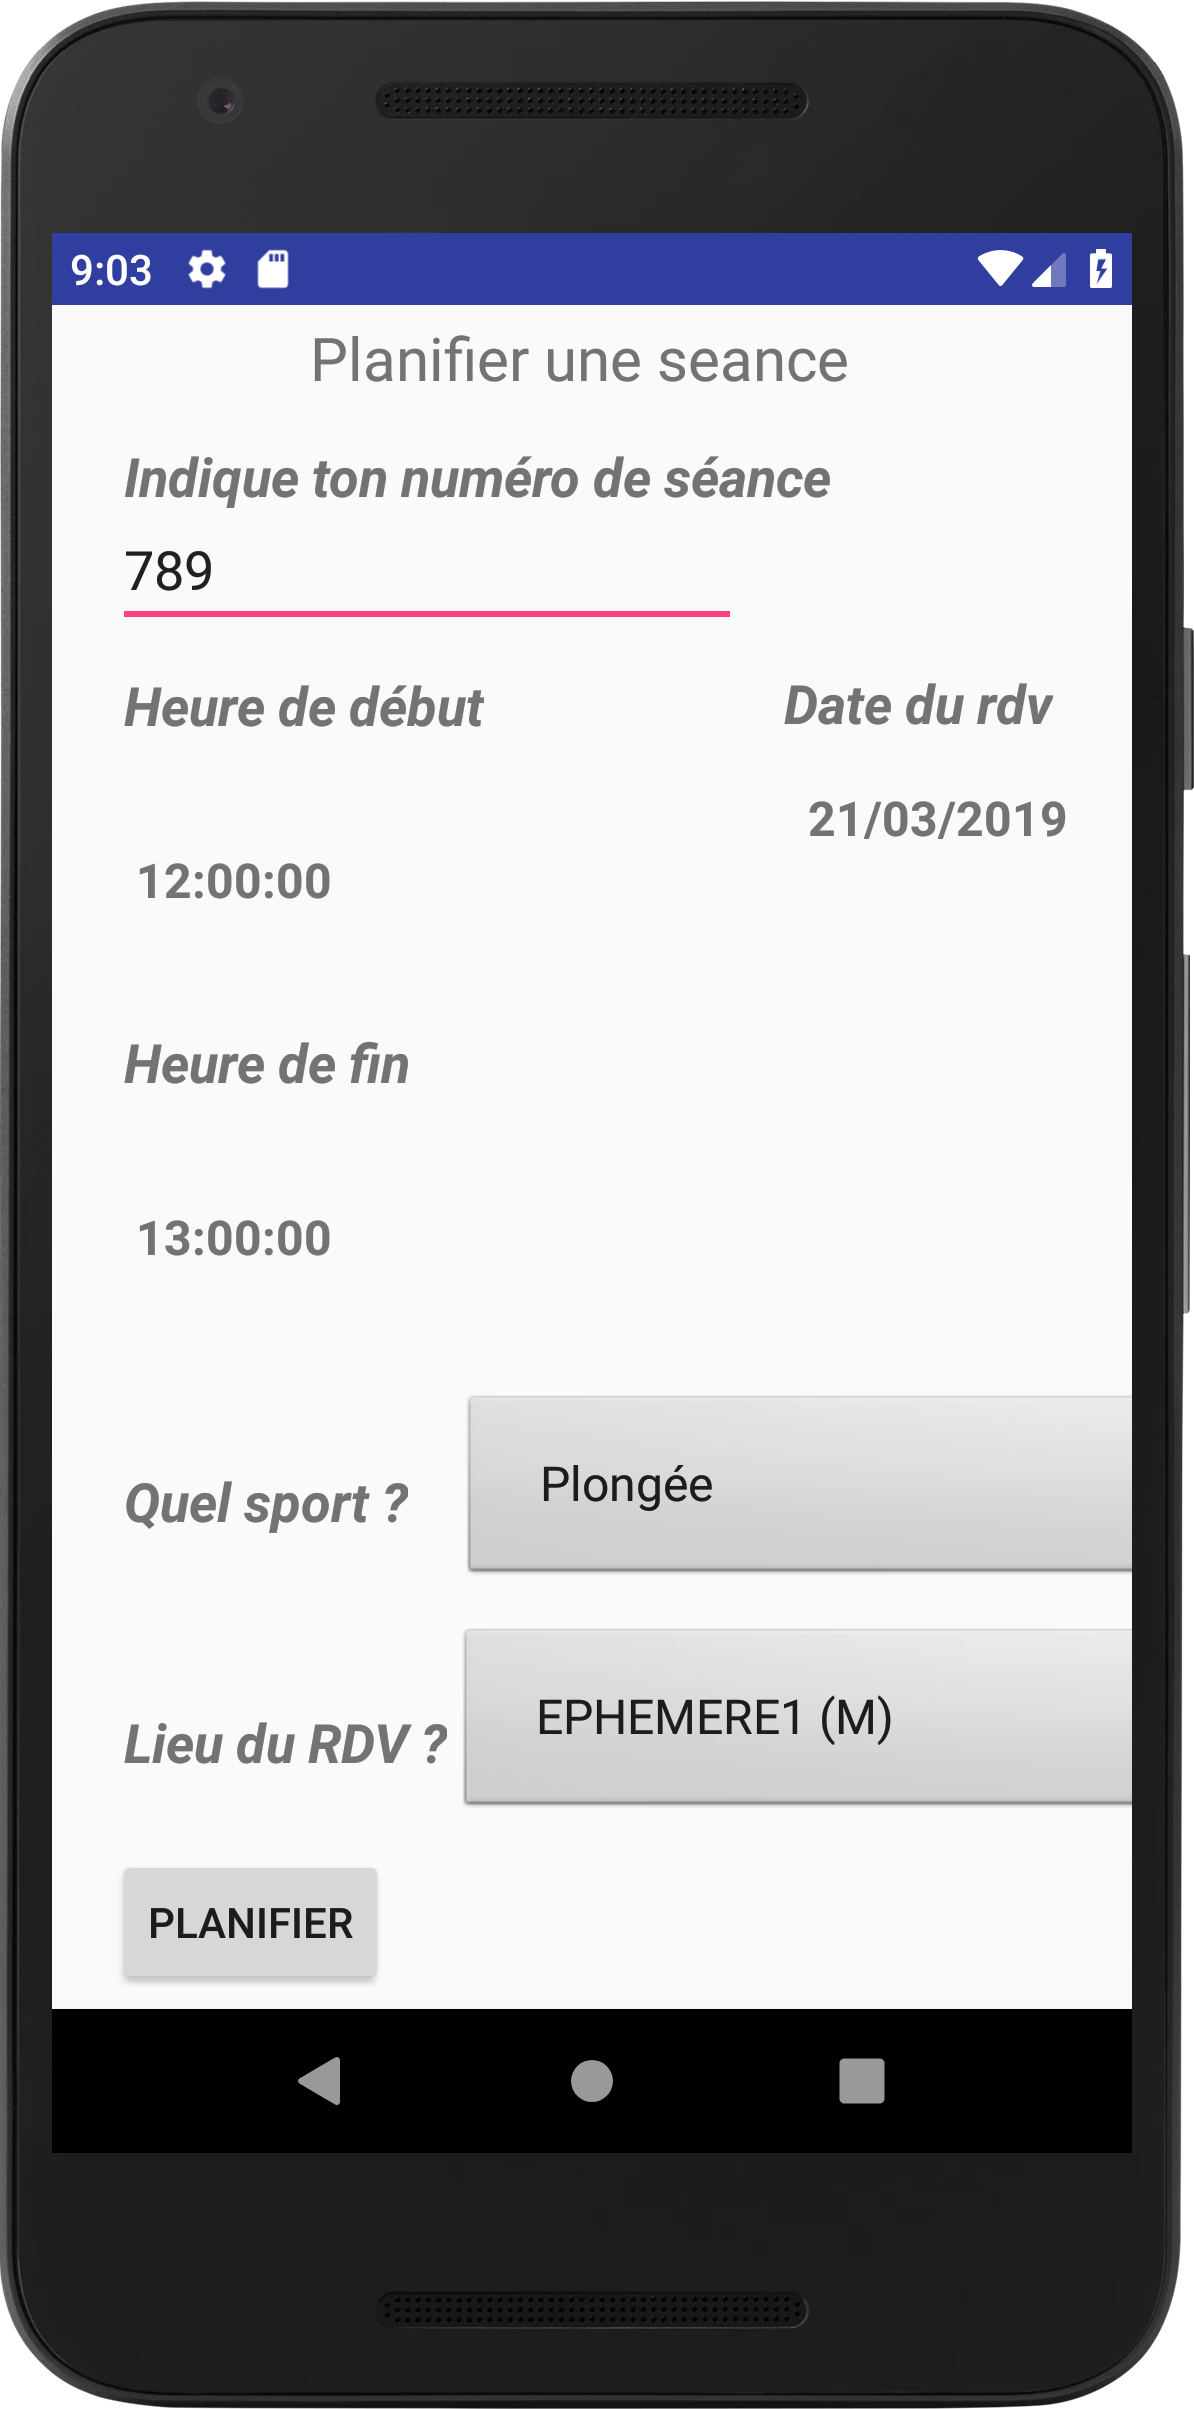 9:03
Planifier une seance
Indique ton numéro de séance
789
Heure de début
Date du rdv
21/03/2019
12:00:00
Heure de fin
13:00:00
Quel sport ?
Plongée
Lieu du RDV ?
EPHEMERE1 (M)
PLANIFIER